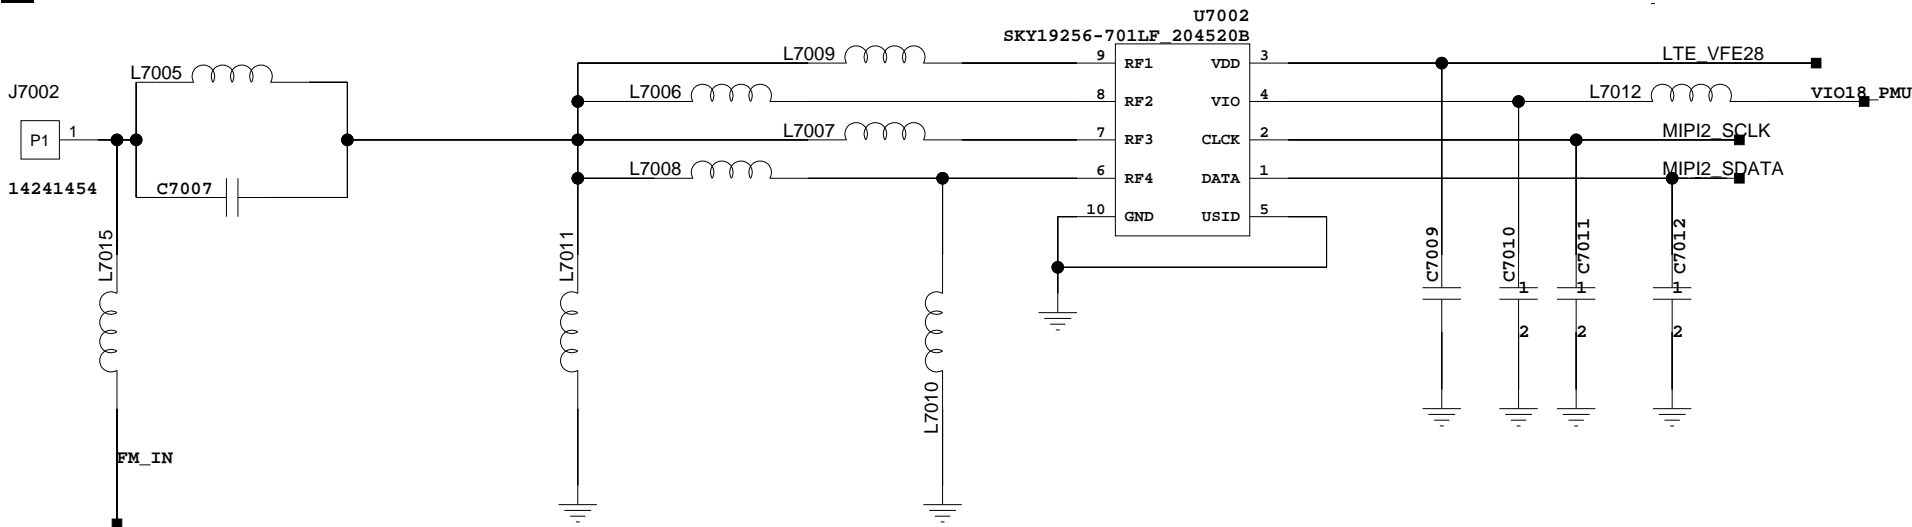 U7002
SKY19256-701LF_204520B
L7009
9
RF1
VDD
3
LTE_VFE28
L7005
J7002
L7006
8
RF2
VIO
4
L7012
VIO18_PMU
P1
1
L7007
7
RF3
CLCK
2
MIPI2_SCLK
14241454
C7007
L7008
6
RF4
DATA
1
MIPI2_SDATA
10
GND
USID
5
L7015
L7011
L7010
C7009
C7010
1
2
C7011
1
2
C7012
1
2
FM_IN